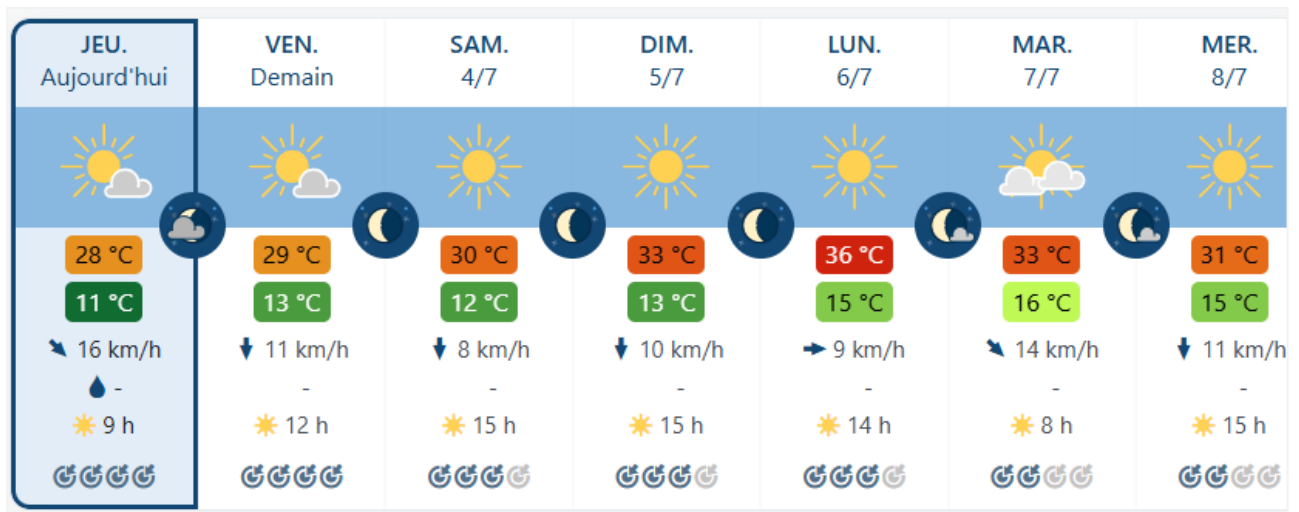 JEU. VEN. SAM. DIM. LUN. MAR. MER.
Aujourd'hui Demain 4/7 5/7 6/7 7/7 8/7
28 °C 29 °C 30 °C 33 °C 36 °C 33 °C 31 °C
11 °C 13 °C 12 °C 13 °C 15 °C 16 °C 15 °C
16 km/h 11 km/h 8 km/h 10 km/h 9 km/h 14 km/h 11 km/h
- - - - - - -
9 h 12 h 15 h 15 h 14 h 8 h 15 h